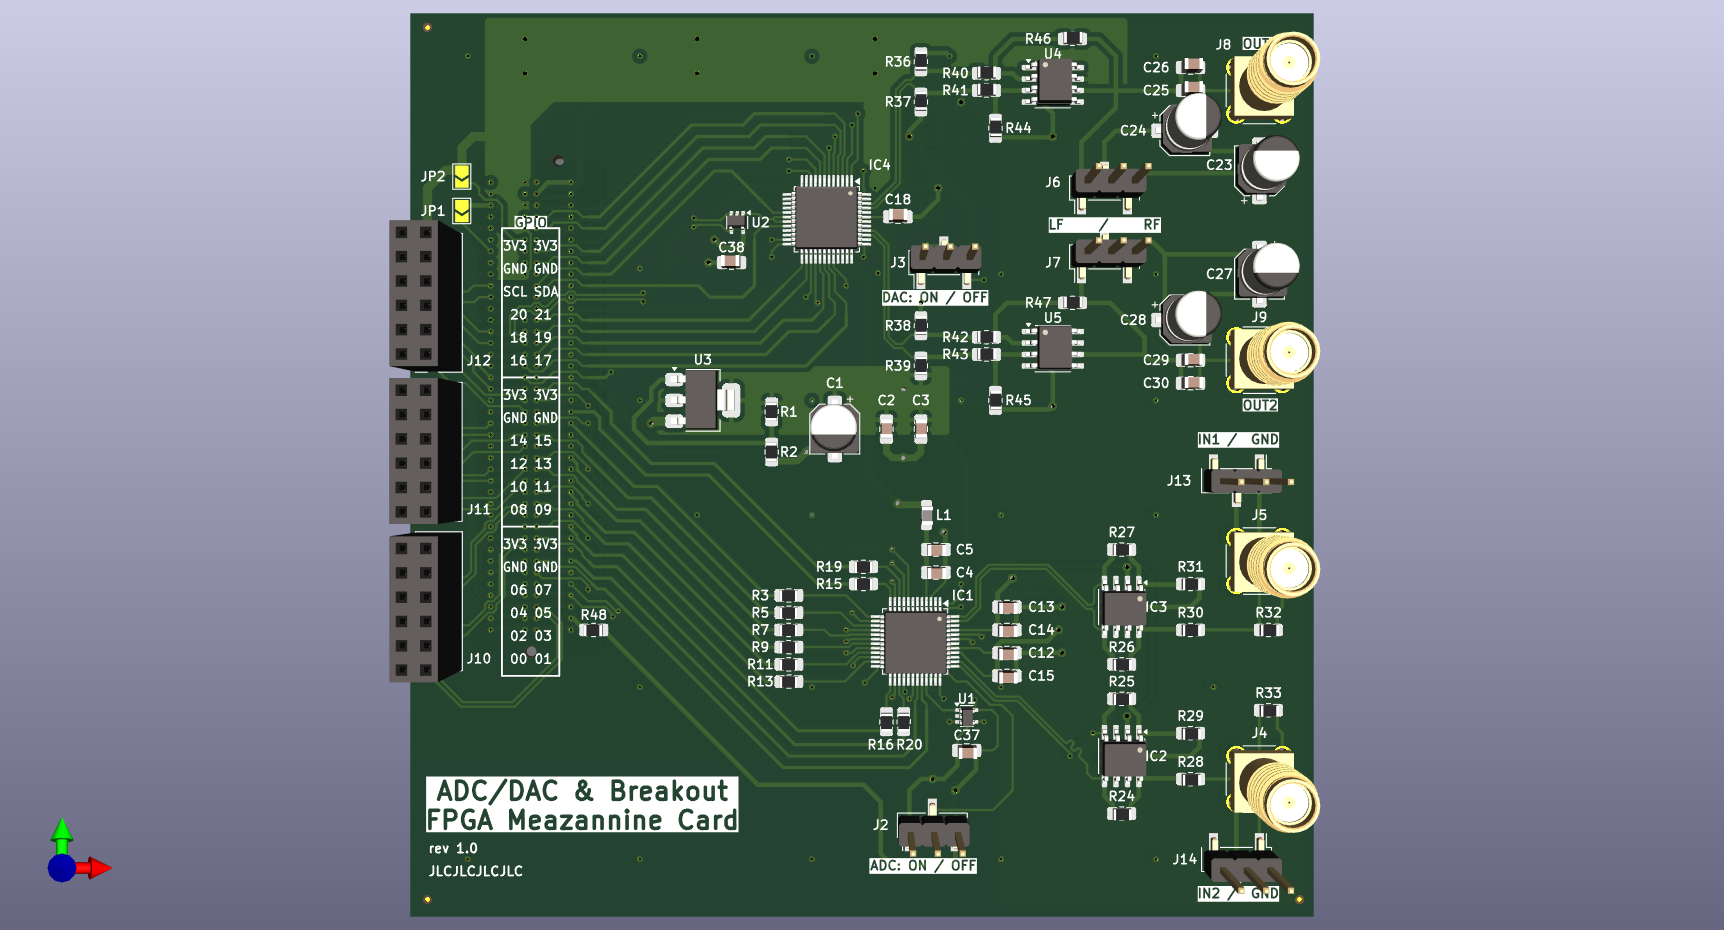 R46
J8
OUT
U4
R36
C26
R40
R41
C25
R37
R44
C24
IC4
C23
JP2
J6
C18
JP1
GPIO
U2
LF / RF
3V3 3V3
C38
J3
J7
GND GND
C27
SCL SDA
DAC: ON / OFF
R47
20 21
R38
U5
C28
J9
18 19
R42
R43
16 17
J12
U3
R39
C29
C30
3V3 3V3
C1
C2 C3
R45
OUT2
GND GND
R1
14 15
IN1 / GND
R2
12 13
10 11
J13
08 09
J11
L1
J5
3V3 3V3
R27
C5
GND GND
R19
C4
R31
R15
06 07
R3
IC1
04 05
R48
R5
C13
IC3
R30
R32
02 03
R7
C14
R9
C12
R26
00 01
J10
R11
C15
R13
R25
U1
R33
R29
C37
J4
R16 R20
IC2
R28
R24
ADC/DAC & Breakout
FPGA Meazannine Card
J2
rev 1.0
ADC: ON / OFF
J14
JLCJLCJLCJLC
IN2 / GND